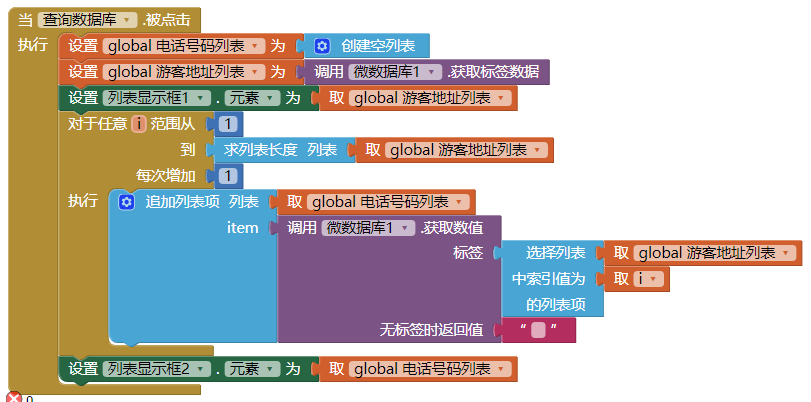 当 查询数据库 .被点击
执行 设置 global 电话号码列表 为 创建空列表
设置 global 游客地址列表 为 调用 微数据库1 .获取标签数据
设置 列表显示框1 . 元素 为 取 global 游客地址列表
对于任意 i 范围从 1
到 求列表长度 列表 取 global 游客地址列表
每次增加 1
执行 追加列表项 列表 取 global 电话号码列表
item 调用 微数据库1 .获取数值
标签 选择列表 取 global 游客地址列表
中索引值为 取 i
的列表项
无标签时返回值 “ ”
设置 列表显示框2 . 元素 为 取 global 电话号码列表
0